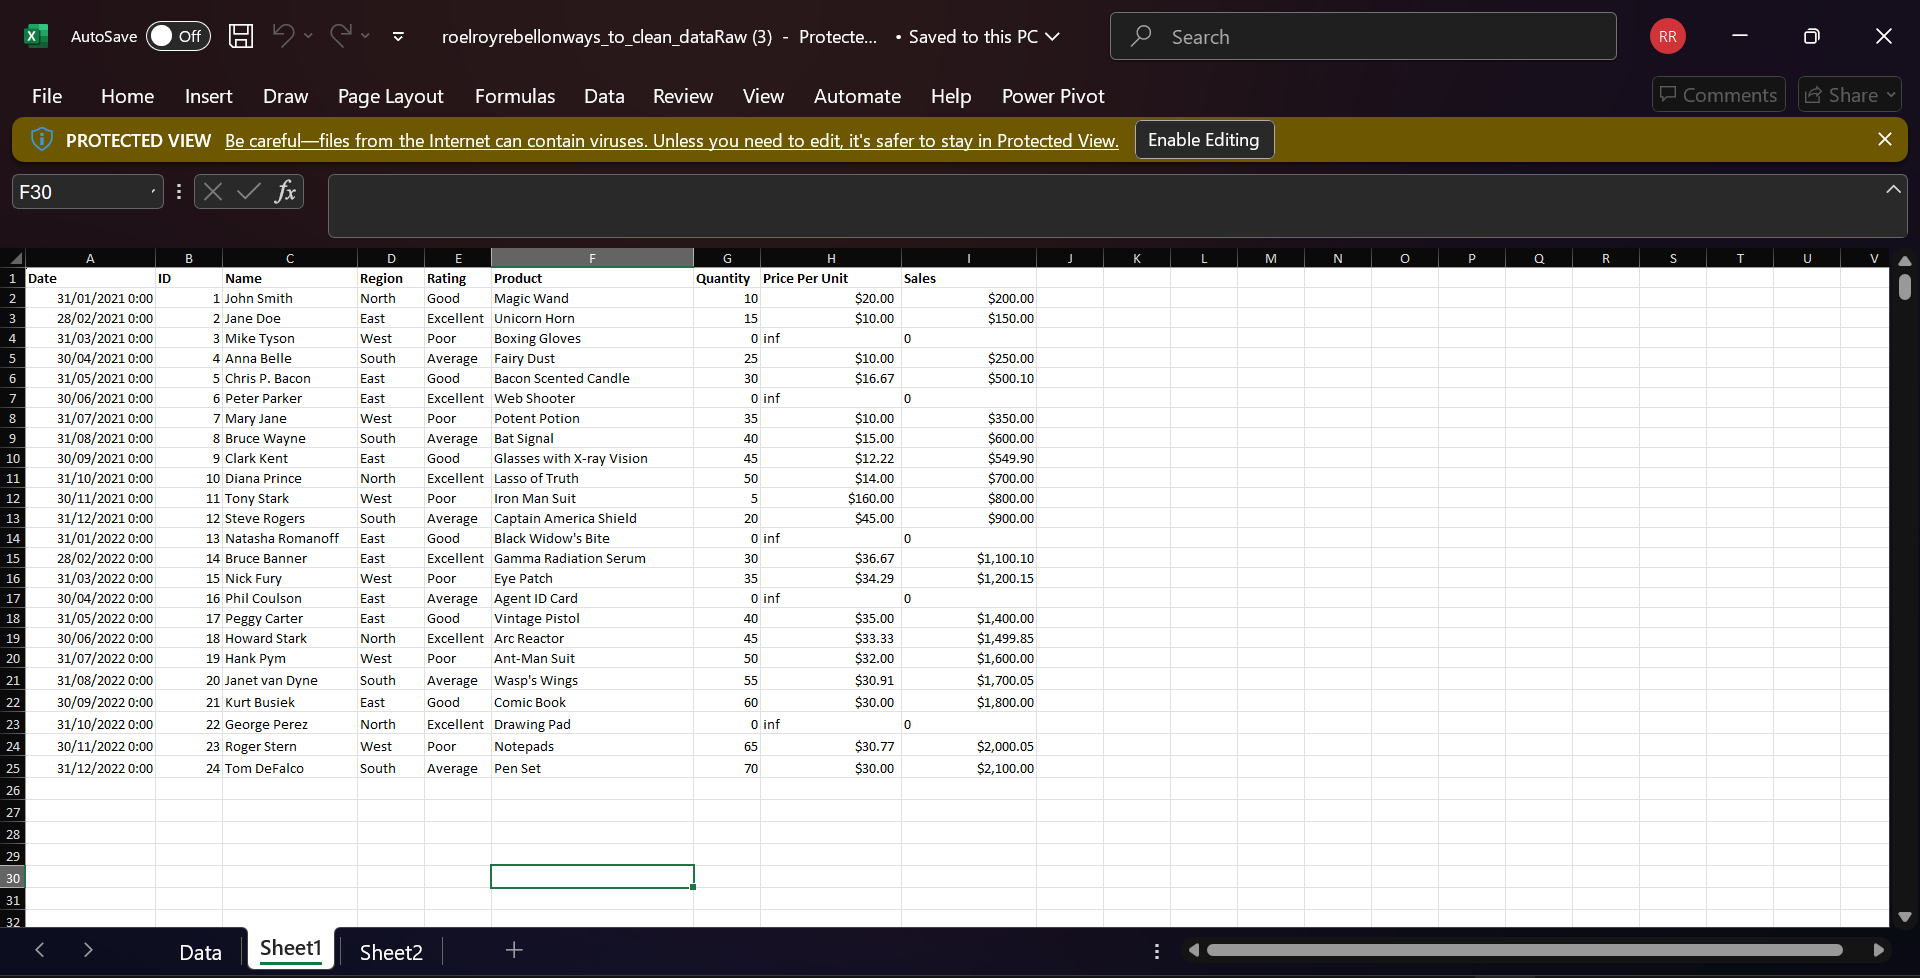 AutoSave Off roelroyrebellonways_to_clean_dataRaw (3) - Protecte... • Saved to this PC Search RR
File Home Insert Draw Page Layout Formulas Data Review View Automate Help Power Pivot Comments Share
PROTECTED VIEW Be careful—files from the Internet can contain viruses. Unless you need to edit, it's safer to stay in Protected View. Enable Editing
F30 fx
A B C D E F G H I J K L M N O P Q R S T U V
1 Date ID Name Region Rating Product Quantity Price Per Unit Sales
2 31/01/2021 0:00 1 John Smith North Good Magic Wand 10 $20.00 $200.00
3 28/02/2021 0:00 2 Jane Doe East Excellent Unicorn Horn 15 $10.00 $150.00
4 31/03/2021 0:00 3 Mike Tyson West Poor Boxing Gloves 0 inf 0
5 30/04/2021 0:00 4 Anna Belle South Average Fairy Dust 25 $10.00 $250.00
6 31/05/2021 0:00 5 Chris P. Bacon East Good Bacon Scented Candle 30 $16.67 $500.10
7 30/06/2021 0:00 6 Peter Parker East Excellent Web Shooter 0 inf 0
8 31/07/2021 0:00 7 Mary Jane West Poor Potent Potion 35 $10.00 $350.00
9 31/08/2021 0:00 8 Bruce Wayne South Average Bat Signal 40 $15.00 $600.00
10 30/09/2021 0:00 9 Clark Kent East Good Glasses with X-ray Vision 45 $12.22 $549.90
11 31/10/2021 0:00 10 Diana Prince North Excellent Lasso of Truth 50 $14.00 $700.00
12 30/11/2021 0:00 11 Tony Stark West Poor Iron Man Suit 5 $160.00 $800.00
13 31/12/2021 0:00 12 Steve Rogers South Average Captain America Shield 20 $45.00 $900.00
14 31/01/2022 0:00 13 Natasha Romanoff East Good Black Widow's Bite 0 inf 0
15 28/02/2022 0:00 14 Bruce Banner East Excellent Gamma Radiation Serum 30 $36.67 $1,100.10
16 31/03/2022 0:00 15 Nick Fury West Poor Eye Patch 35 $34.29 $1,200.15
17 30/04/2022 0:00 16 Phil Coulson East Average Agent ID Card 0 inf 0
18 31/05/2022 0:00 17 Peggy Carter East Good Vintage Pistol 40 $35.00 $1,400.00
19 30/06/2022 0:00 18 Howard Stark North Excellent Arc Reactor 45 $33.33 $1,499.85
20 31/07/2022 0:00 19 Hank Pym West Poor Ant-Man Suit 50 $32.00 $1,600.00
21 31/08/2022 0:00 20 Janet van Dyne South Average Wasp's Wings 55 $30.91 $1,700.05
22 30/09/2022 0:00 21 Kurt Busiek East Good Comic Book 60 $30.00 $1,800.00
23 31/10/2022 0:00 22 George Perez North Excellent Drawing Pad 0 inf 0
24 30/11/2022 0:00 23 Roger Stern West Poor Notepads 65 $30.77 $2,000.05
25 31/12/2022 0:00 24 Tom DeFalco South Average Pen Set 70 $30.00 $2,100.00
26
27
28
29
30
31
32
Data Sheet1 Sheet2